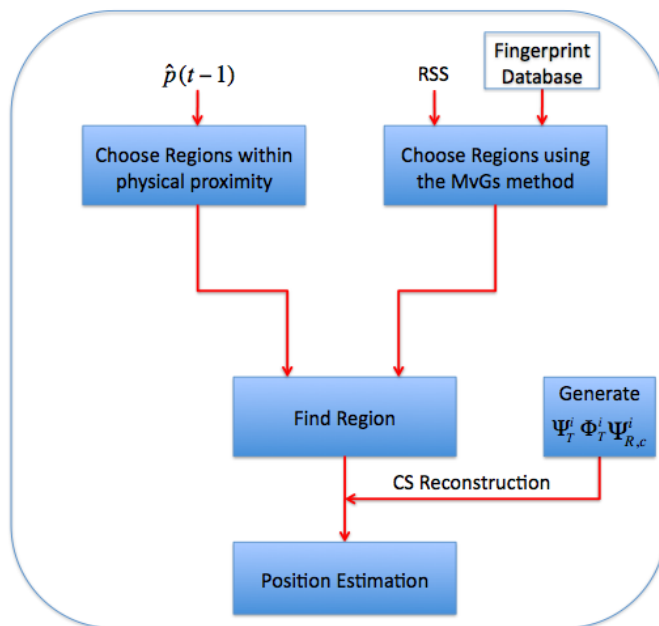 p̂(t−1)
RSS
Fingerprint
Database
Choose Regions within
physical proximity
Choose Regions using
the MvGs method
Find Region
Generate
Ψ_T^i Φ_T^i Ψ_{R,c}^i
CS Reconstruction
Position Estimation